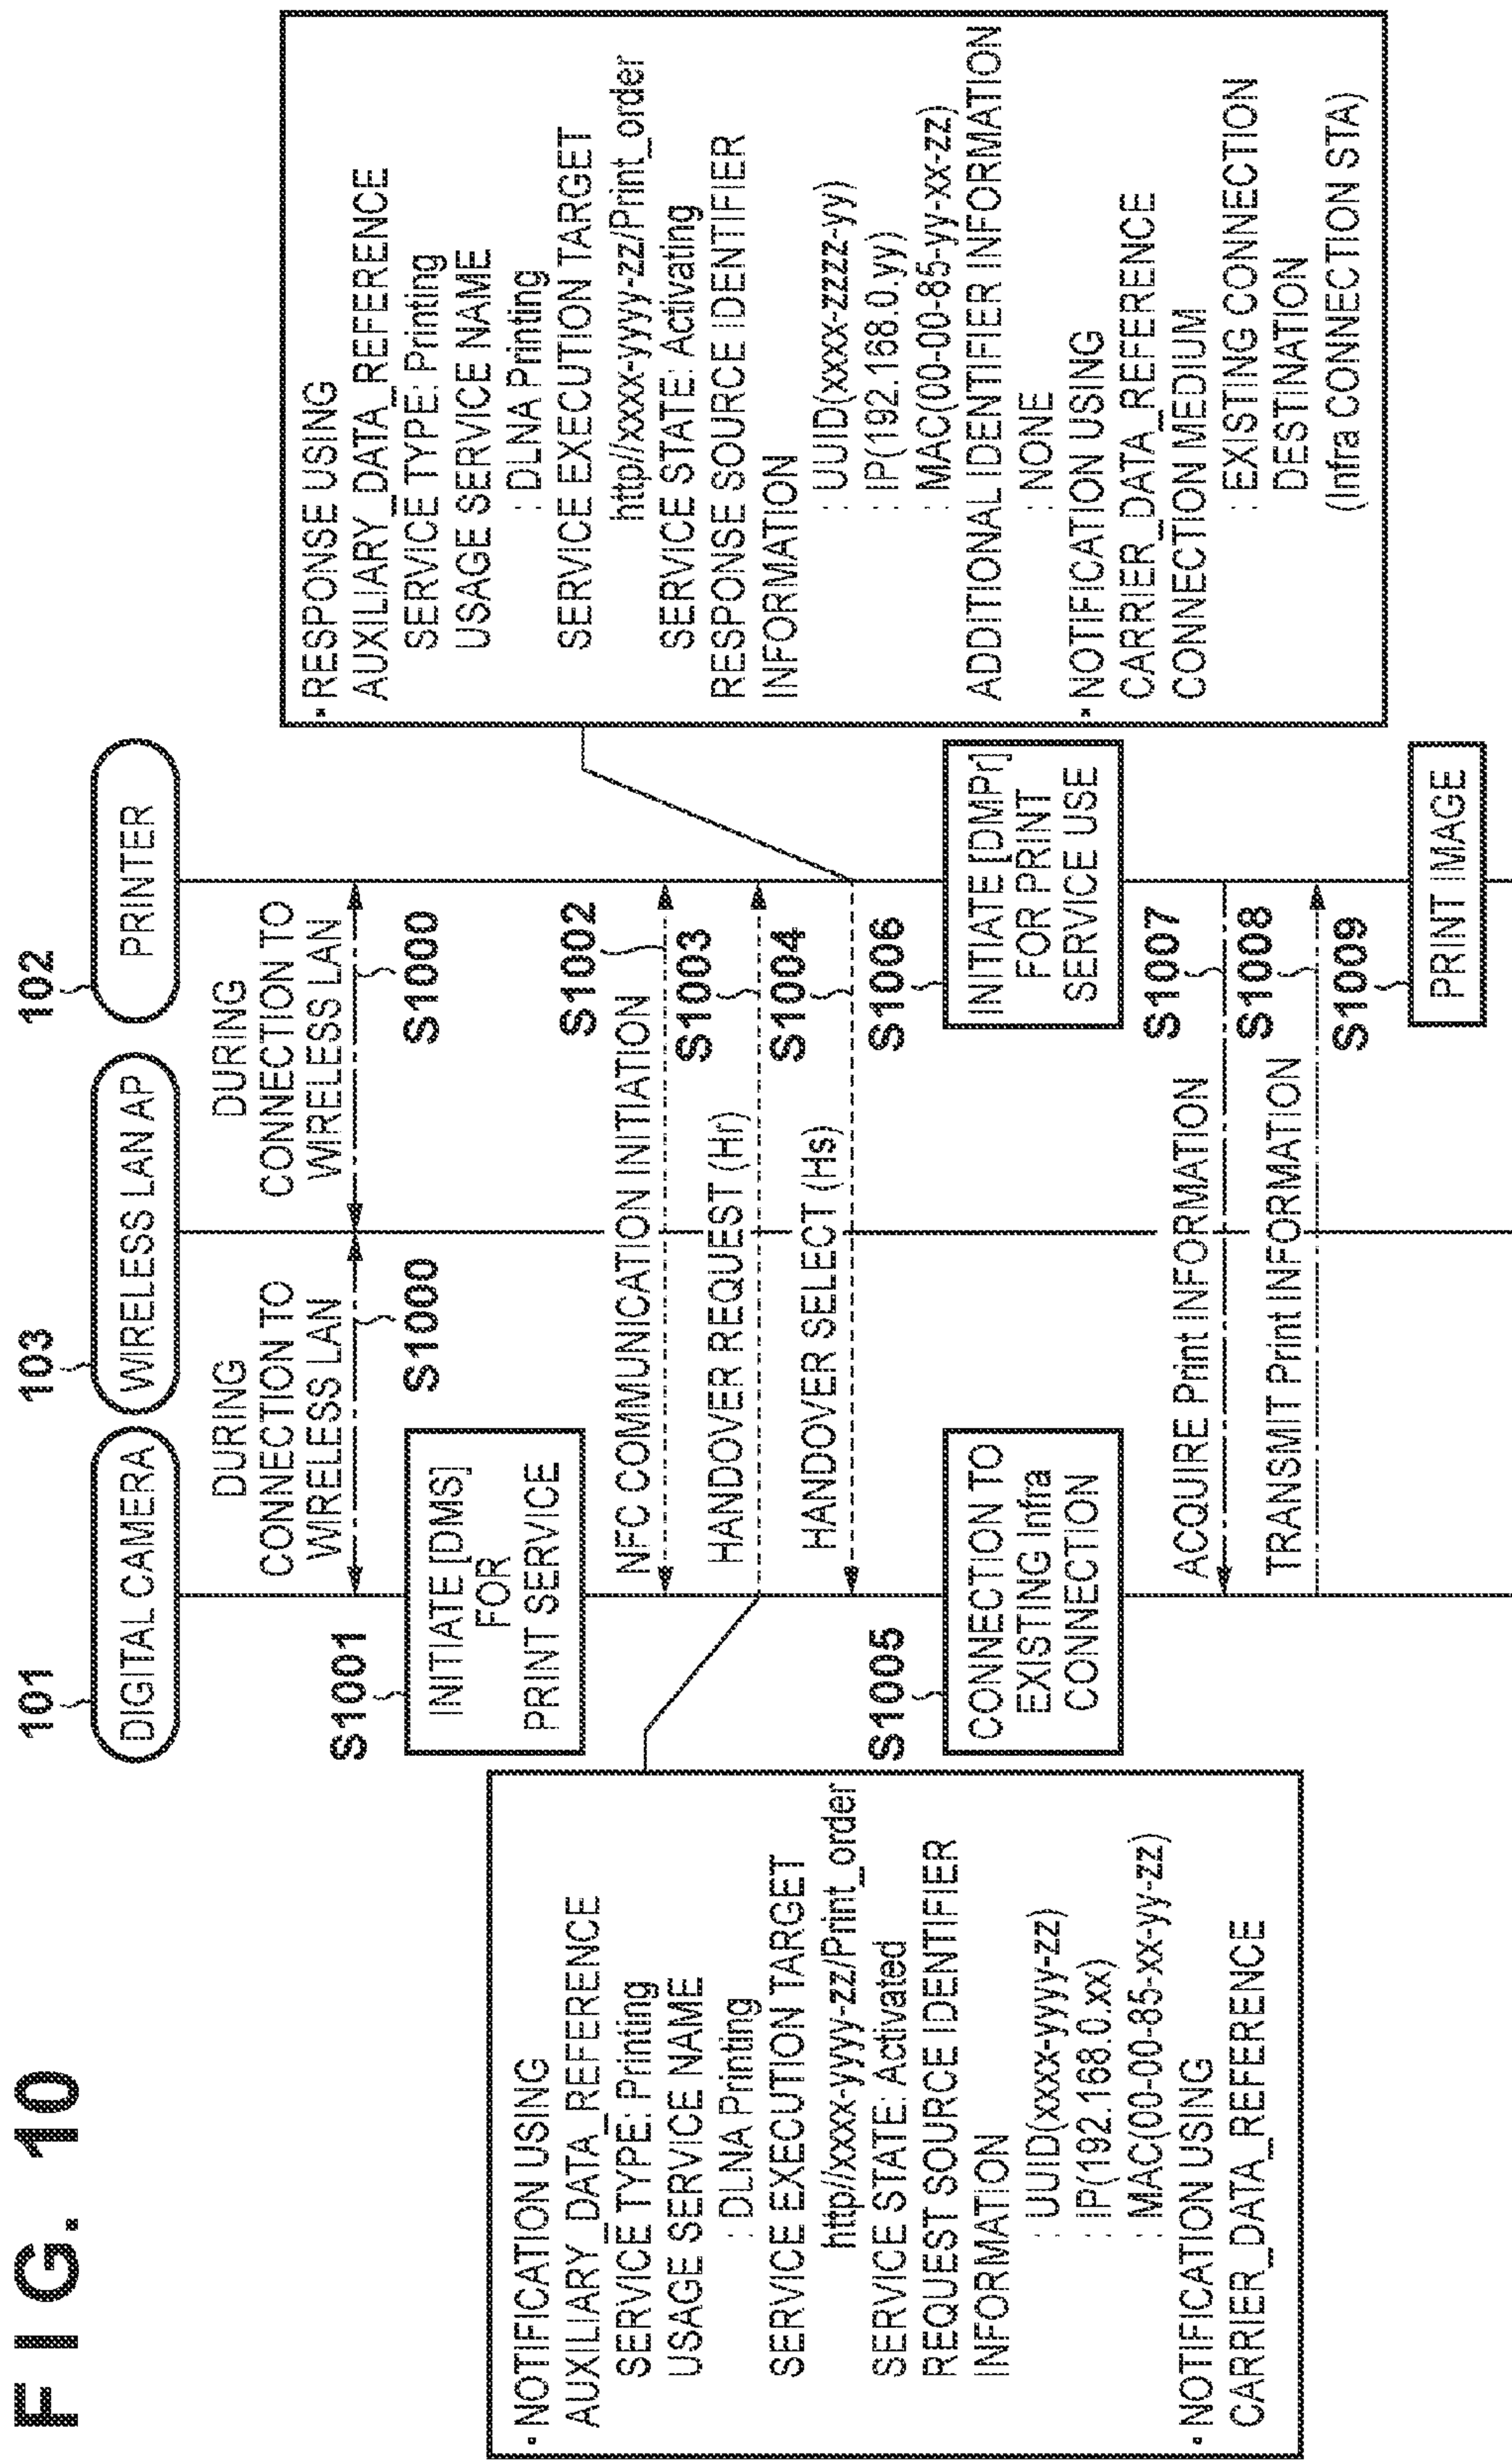 FIG. 10
101
DIGITAL CAMERA
103
WIRELESS LAN AP
102
PRINTER
DURING
CONNECTION TO
WIRELESS LAN
S1000
DURING
CONNECTION TO
WIRELESS LAN
S1000
S1001
INITIATE [DMS]
FOR
PRINT SERVICE
NFC COMMUNICATION INITIATION
S1002
HANDOVER REQUEST (Hr)
S1003
HANDOVER SELECT (Hs)
S1004
S1005
CONNECTION TO
EXISTING Infra
CONNECTION
S1006
INITIATE [DMPr]
FOR PRINT
SERVICE USE
ACQUIRE Print INFORMATION
S1007
TRANSMIT Print INFORMATION
S1008
S1009
PRINT IMAGE
▪ NOTIFICATION USING
AUXILIARY_DATA_REFERENCE
SERVICE TYPE: Printing
USAGE SERVICE NAME
: DLNA Printing
SERVICE EXECUTION TARGET
http//xxxx-yyyy-zz/Print_order
SERVICE STATE: Activated
REQUEST SOURCE IDENTIFIER
INFORMATION
: UUID(xxxx-yyyy-zz)
: IP(192.168.0.xx)
: MAC(00-00-85-xx-yy-zz)
▪ NOTIFICATION USING
CARRIER_DATA_REFERENCE
▪ RESPONSE USING
AUXILIARY_DATA_REFERENCE
SERVICE TYPE: Printing
USAGE SERVICE NAME
: DLNA Printing
SERVICE EXECUTION TARGET
http//xxxx-yyyy-zz/Print_order
SERVICE STATE: Activating
RESPONSE SOURCE IDENTIFIER
INFORMATION
: UUID(xxxx-zzzz-yy)
: IP(192.168.0.yy)
: MAC(00-00-85-yy-xx-zz)
ADDITIONAL IDENTIFIER INFORMATION
: NONE
▪ NOTIFICATION USING
CARRIER_DATA_REFERENCE
CONNECTION MEDIUM
: EXISTING CONNECTION
DESTINATION
(Infra CONNECTION STA)